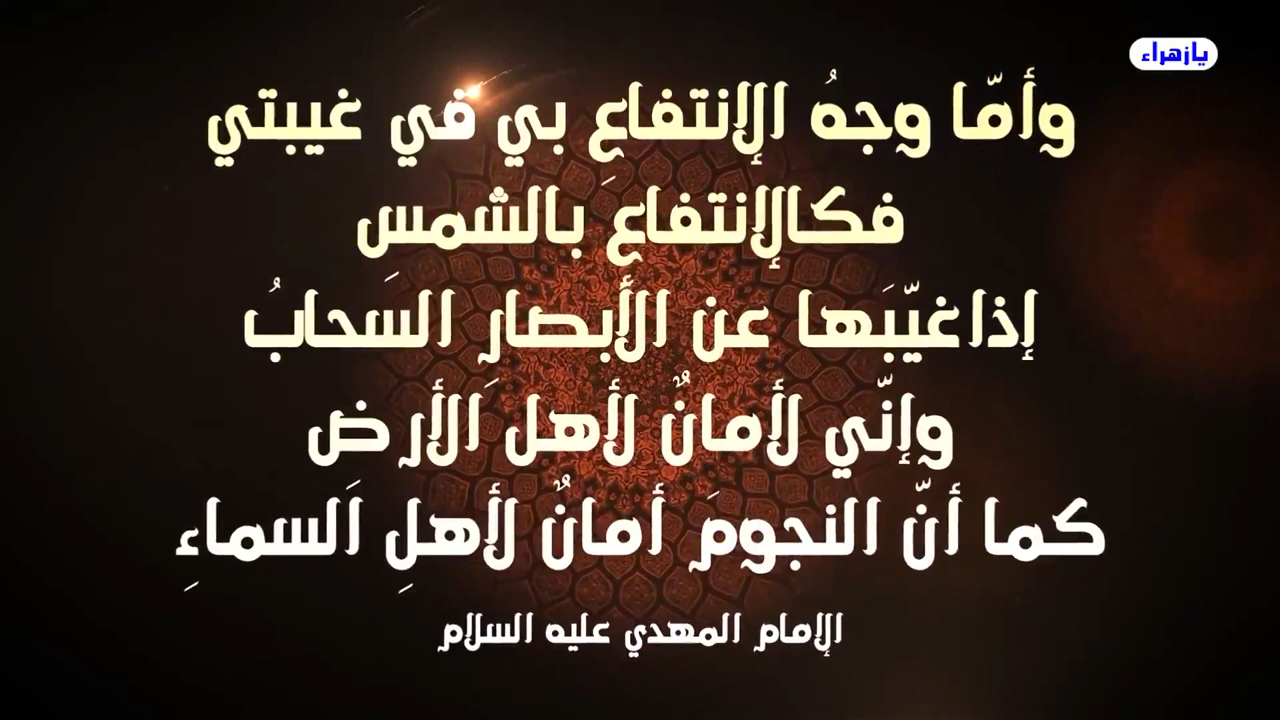 يازهراء
وأمّا وجهُ الإنتفاعَ بي في غيبتي
فكالإنتفاعَ بالشمسِ
إذاغيّبَها عن الأبصارِ السَحابُ
وإنّي لأمانٌ لأهل الأرض
كما أنّ النجومَ أمانٌ لأهلِ السماءِ
الإمام المهدي عليه السلام